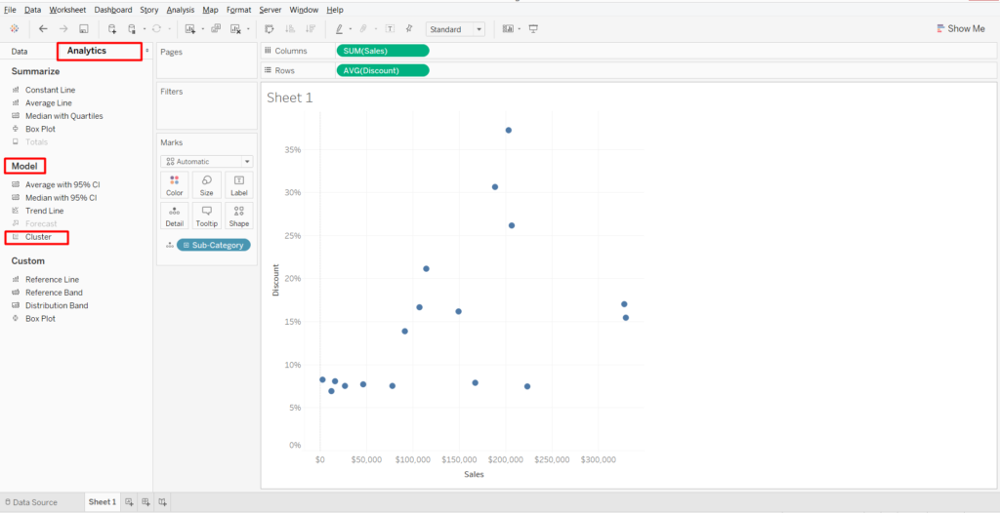 File Data Worksheet Dashboard Story Analysis Map Format Server Window Help
Standard
Show Me
Data Analytics
Summarize
Constant Line
Average Line
Median with Quartiles
Box Plot
Totals
Model
Average with 95% CI
Median with 95% CI
Trend Line
Forecast
Cluster
Custom
Reference Line
Reference Band
Distribution Band
Box Plot
Pages
Filters
Marks
Automatic
Color Size Label
Detail Tooltip Shape
Sub-Category
Columns SUM(Sales)
Rows AVG(Discount)
Sheet 1
35%
30%
25%
20%
15%
10%
5%
0%
Discount
$0 $50,000 $100,000 $150,000 $200,000 $250,000 $300,000
Sales
Data Source Sheet 1